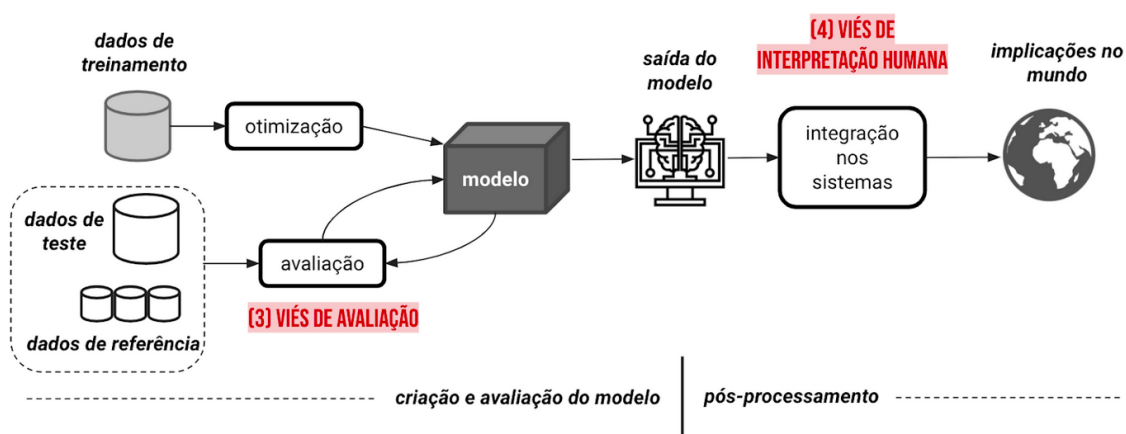 dados de
treinamento
otimização
modelo
dados de
teste
dados de referência
avaliação
(3) VIÉS DE AVALIAÇÃO
saída do
modelo
(4) VIÉS DE
INTERPRETAÇÃO HUMANA
integração
nos
sistemas
implicações no
mundo
criação e avaliação do modelo
pós-processamento